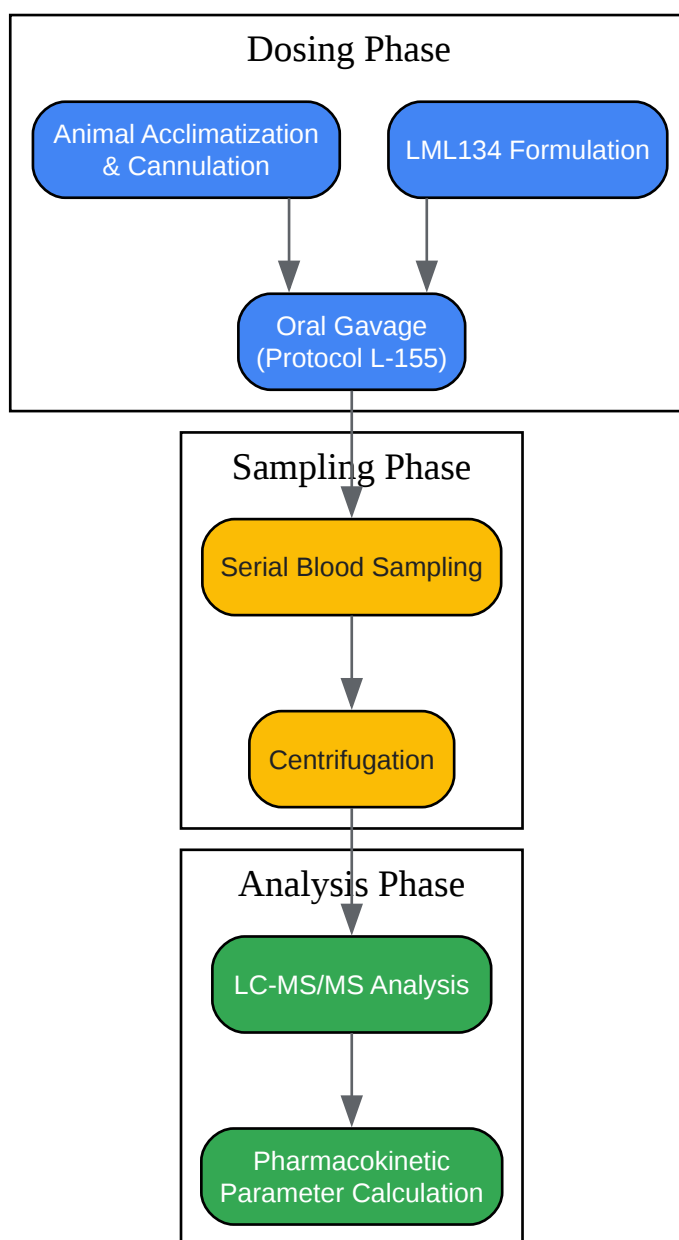 Dosing Phase
Animal Acclimatization
& Cannulation
LML134 Formulation
Oral Gavage
(Protocol L-155)
Sampling Phase
Serial Blood Sampling
Centrifugation
Analysis Phase
LC-MS/MS Analysis
Pharmacokinetic
Parameter Calculation